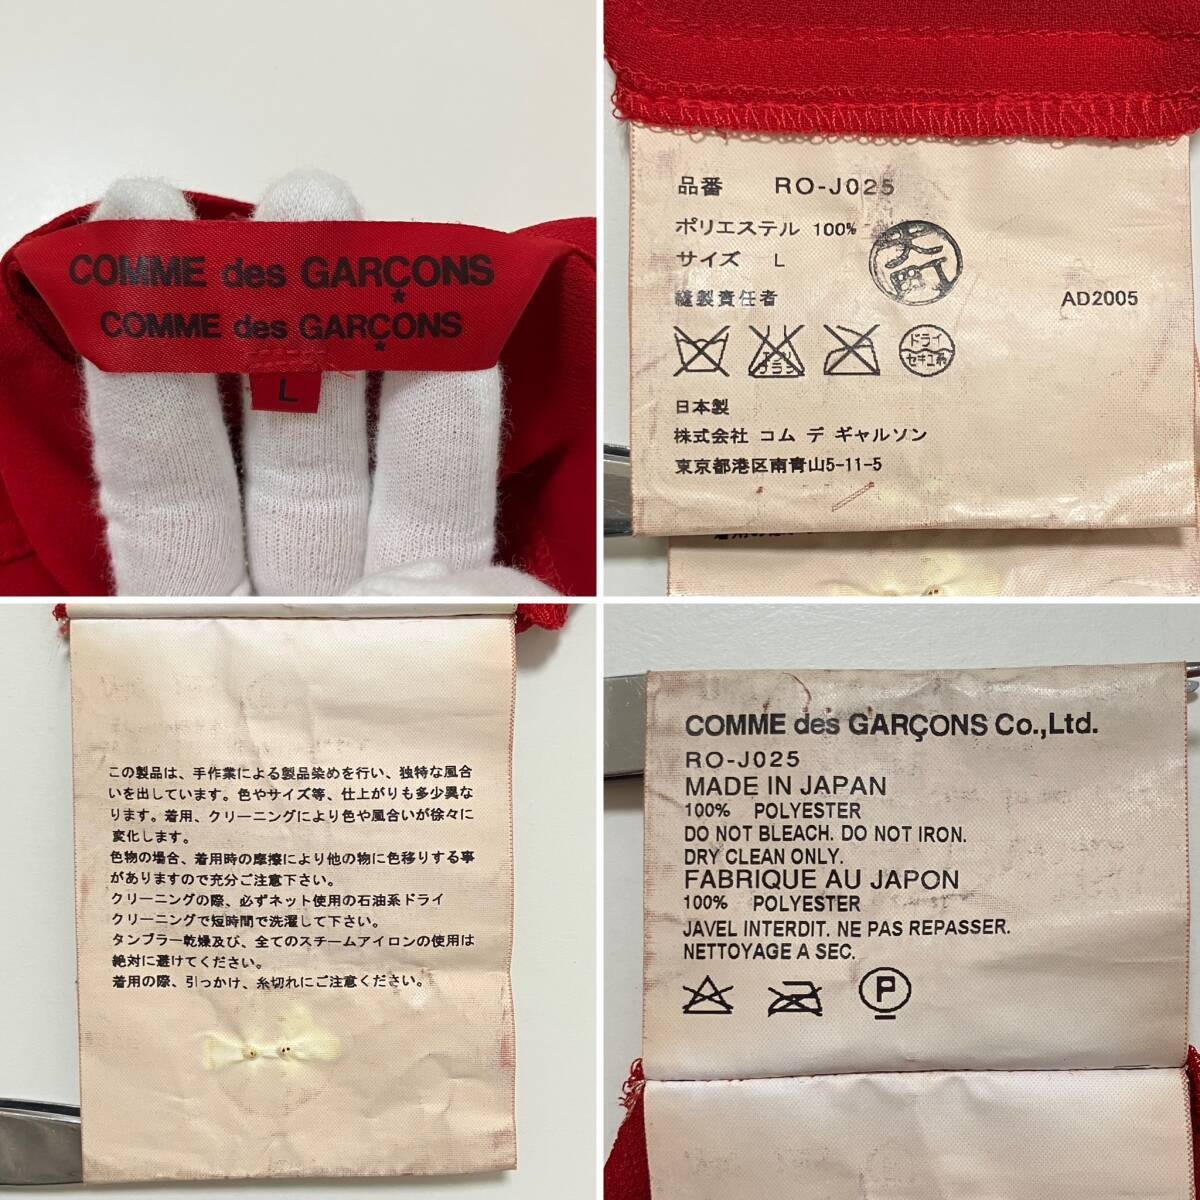 COMME des GARÇONS
COMME des GARÇONS
L
品番 RO-J025
ポリエステル 100%
サイズ L
縫製責任者 AD2005
エンソ
サラシ
ドライ
セキユ系
日本製
株式会社 コム デ ギャルソン
東京都港区南青山5-11-5
この製品は、手作業による製品染めを行い、独特な風合
いを出しています。色やサイズ等、仕上がりも多少異な
ります。着用、クリーニングにより色や風合いが徐々に
変化します。
色物の場合、着用時の摩擦により他の物に色移りする事
がありますので充分ご注意下さい。
クリーニングの際、必ずネット使用の石油系ドライ
クリーニングで短時間で洗濯して下さい。
タンブラー乾燥及び、全てのスチームアイロンの使用は
絶対に避けてください。
着用の際、引っかけ、糸切れにご注意ください。
COMME des GARÇONS Co.,Ltd.
RO-J025
MADE IN JAPAN
100% POLYESTER
DO NOT BLEACH. DO NOT IRON.
DRY CLEAN ONLY.
FABRIQUE AU JAPON
100% POLYESTER
JAVEL INTERDIT. NE PAS REPASSER.
NETTOYAGE A SEC.
P